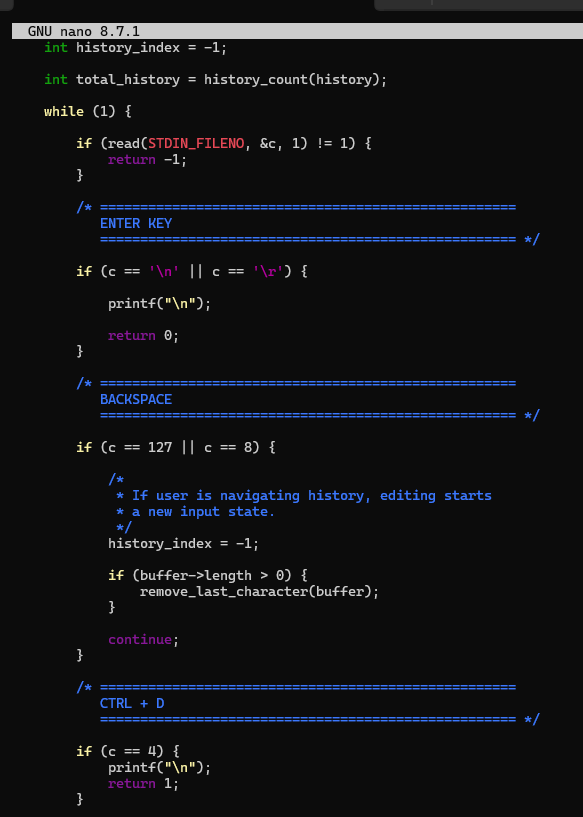 GNU nano 8.7.1
int history_index = -1;
int total_history = history_count(history);
while (1) {
if (read(STDIN_FILENO, &c, 1) != 1) {
return -1;
}
/* ====================================================
ENTER KEY
==================================================== */
if (c == '\n' || c == '\r') {
printf("\n");
return 0;
}
/* ====================================================
BACKSPACE
==================================================== */
if (c == 127 || c == 8) {
/*
* If user is navigating history, editing starts
* a new input state.
*/
history_index = -1;
if (buffer->length > 0) {
remove_last_character(buffer);
}
continue;
}
/* ====================================================
CTRL + D
==================================================== */
if (c == 4) {
printf("\n");
return 1;
}